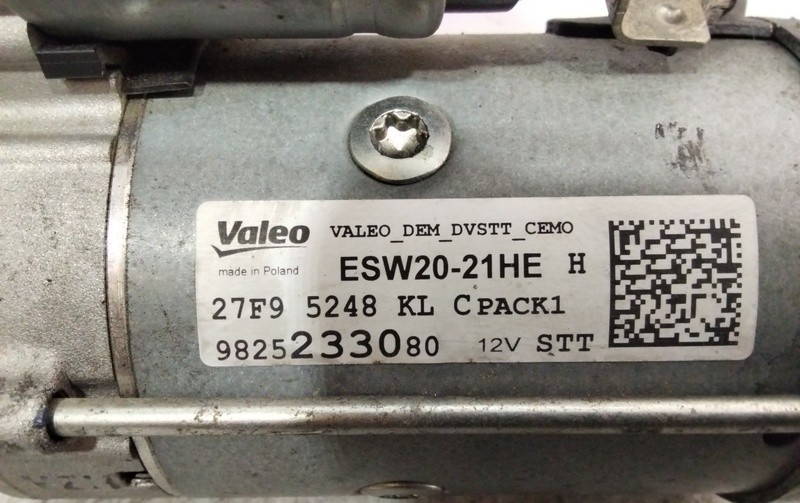 Valeo VALEO_DEM_DVSTT_CEMO
made in Poland ESW20-21HE H
27F9 5248 KL CPACK1
9825233080 12V STT